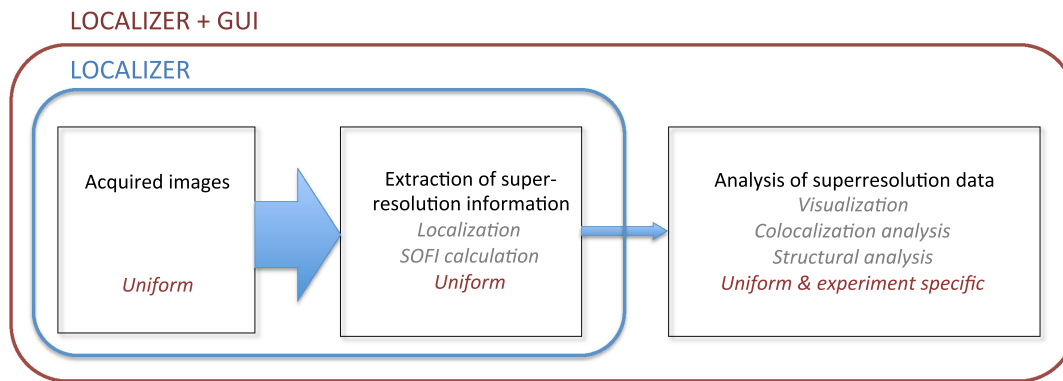 LOCALIZER + GUI
LOCALIZER
Acquired images
Uniform
Extraction of super-
resolution information
Localization
SOFI calculation
Uniform
Analysis of superresolution data
Visualization
Colocalization analysis
Structural analysis
Uniform & experiment specific